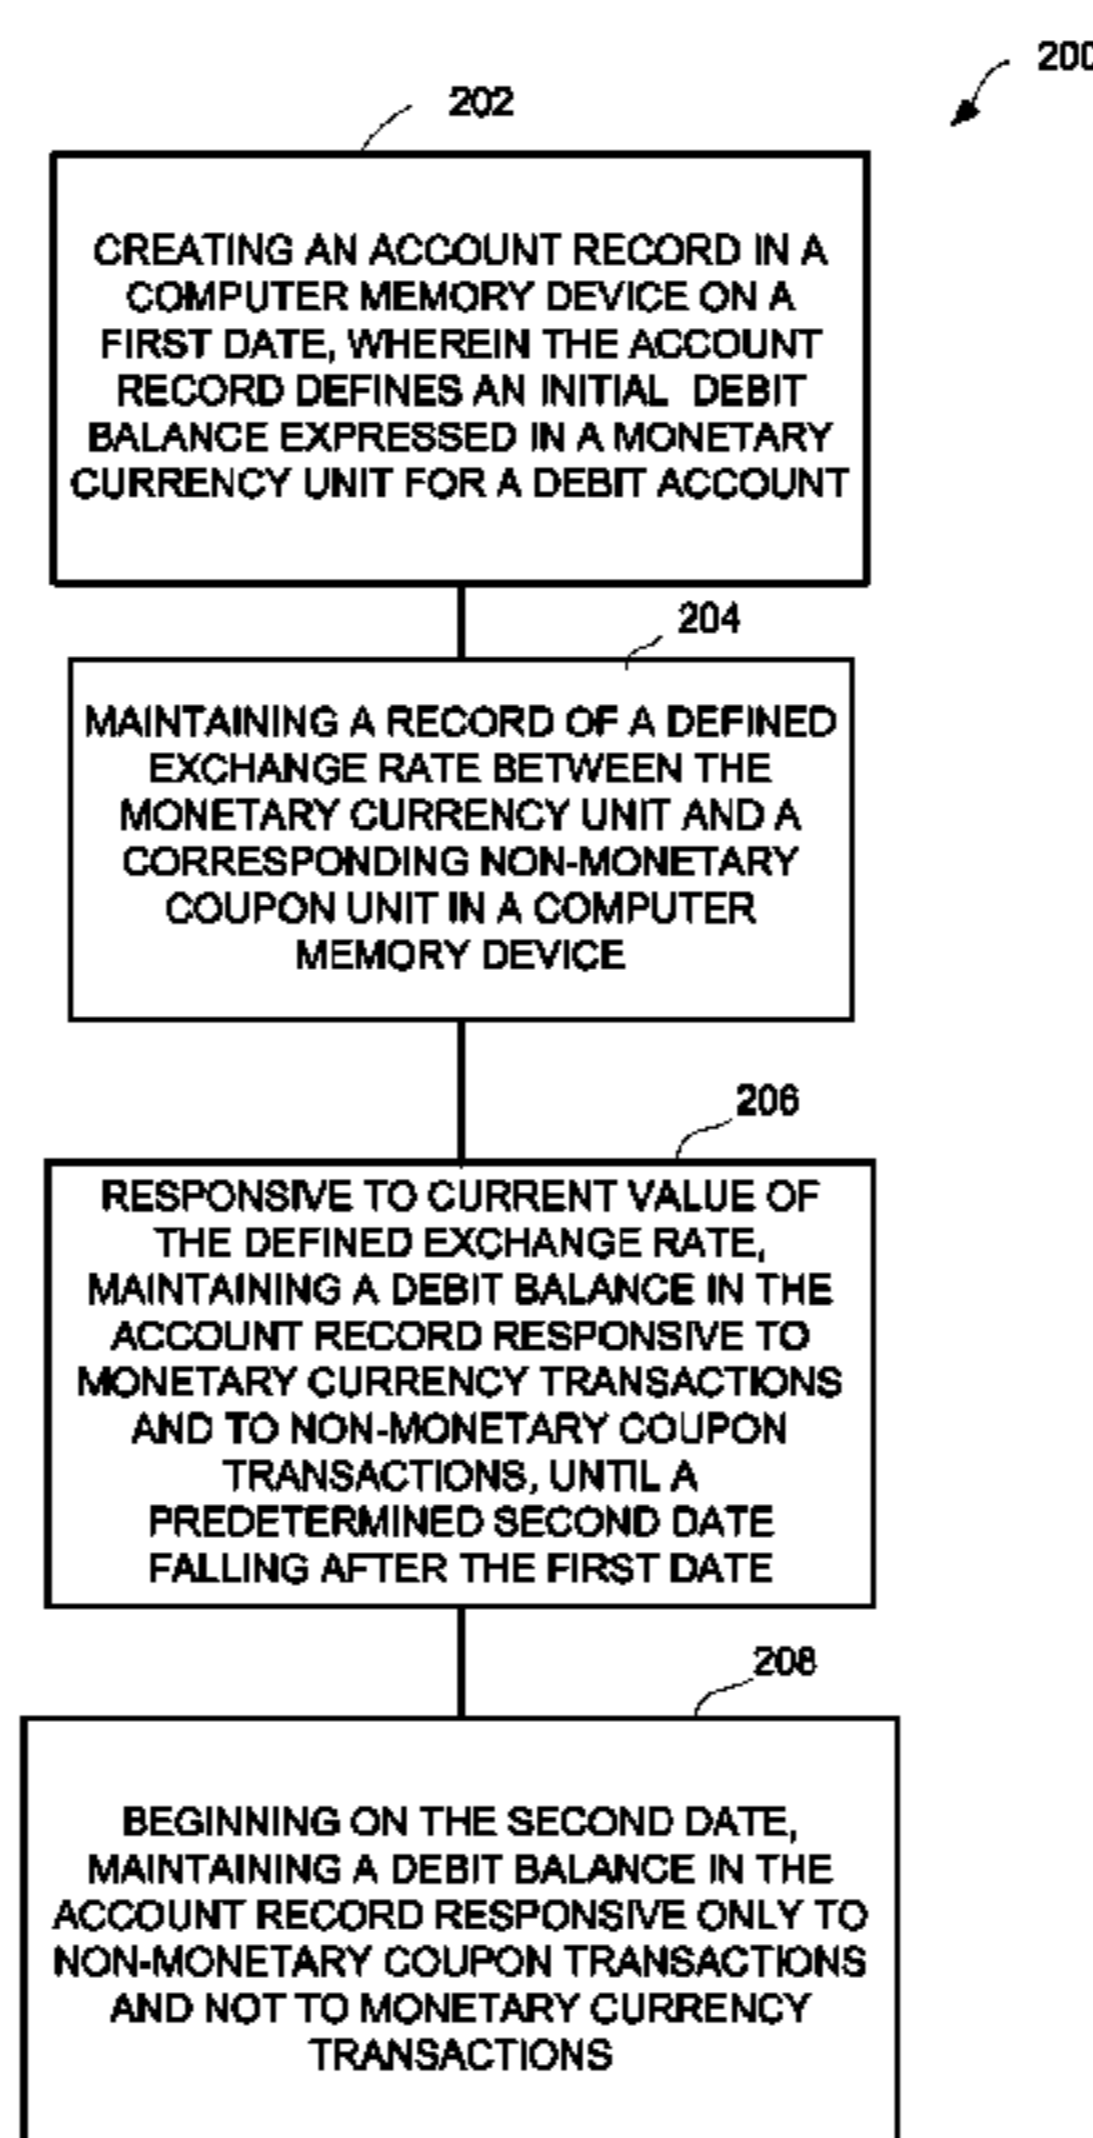 200
202
CREATING AN ACCOUNT RECORD IN A
COMPUTER MEMORY DEVICE ON A
FIRST DATE, WHEREIN THE ACCOUNT
RECORD DEFINES AN INITIAL DEBIT
BALANCE EXPRESSED IN A MONETARY
CURRENCY UNIT FOR A DEBIT ACCOUNT
204
MAINTAINING A RECORD OF A DEFINED
EXCHANGE RATE BETWEEN THE
MONETARY CURRENCY UNIT AND A
CORRESPONDING NON-MONETARY
COUPON UNIT IN A COMPUTER
MEMORY DEVICE
206
RESPONSIVE TO CURRENT VALUE OF
THE DEFINED EXCHANGE RATE,
MAINTAINING A DEBIT BALANCE IN THE
ACCOUNT RECORD RESPONSIVE TO
MONETARY CURRENCY TRANSACTIONS
AND TO NON-MONETARY COUPON
TRANSACTIONS, UNTIL A
PREDETERMINED SECOND DATE
FALLING AFTER THE FIRST DATE
208
BEGINNING ON THE SECOND DATE,
MAINTAINING A DEBIT BALANCE IN THE
ACCOUNT RECORD RESPONSIVE ONLY TO
NON-MONETARY COUPON TRANSACTIONS
AND NOT TO MONETARY CURRENCY
TRANSACTIONS